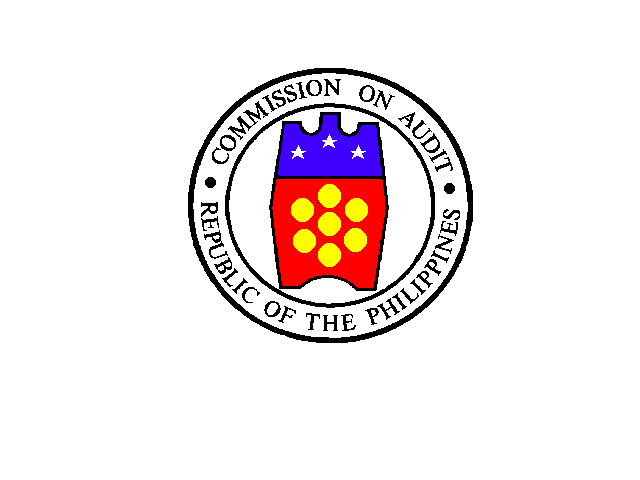 COMMISSION ON AUDIT
REPUBLIC OF THE PHILIPPINES